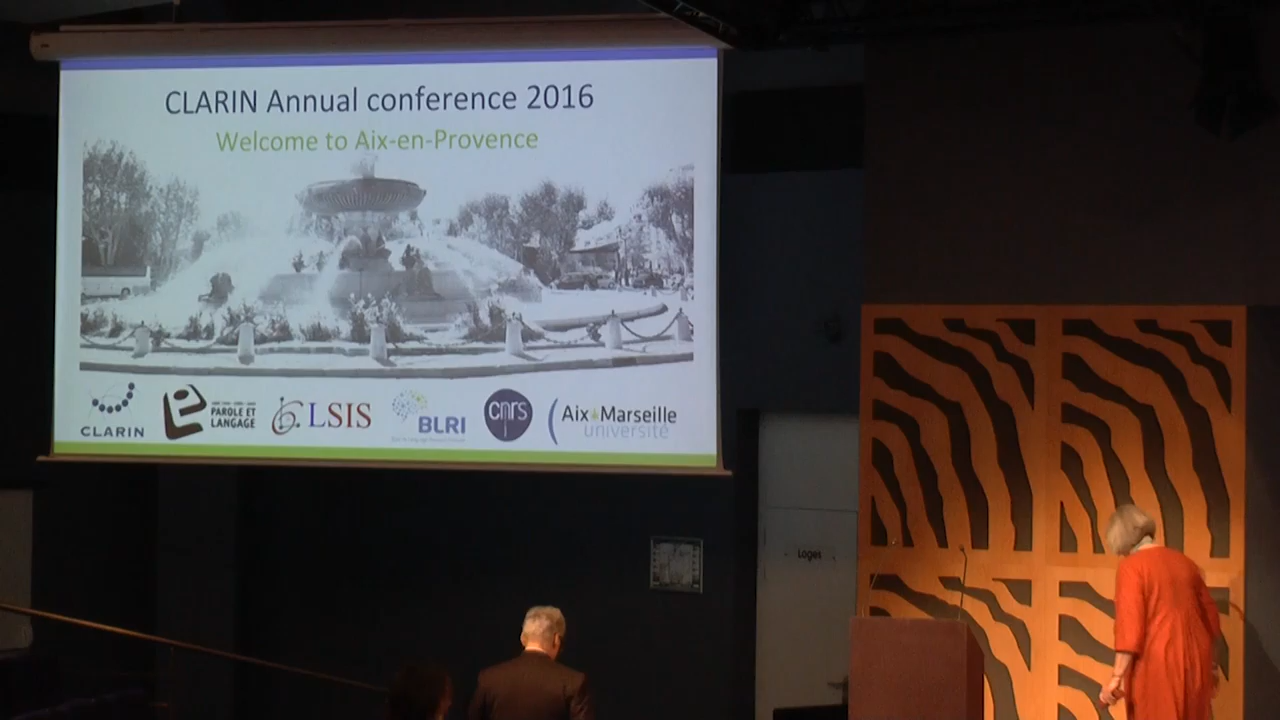 CLARIN Annual conference 2016
Welcome to Aix-en-Provence
CLARIN
PAROLE ET
LANGAGE
LSIS
BLRI
cnrs
Aix Marseille
université
Loges